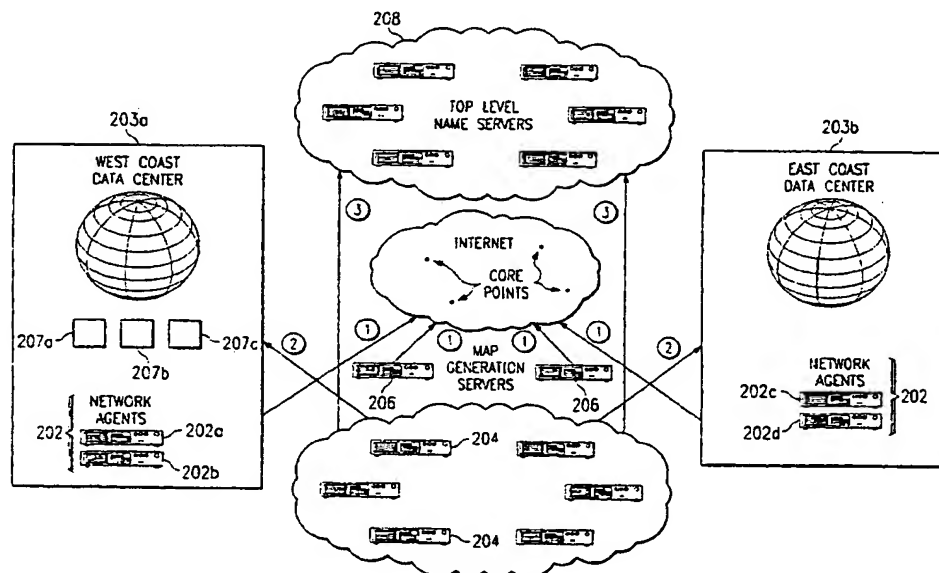 208
TOP LEVEL
NAME SERVERS
203a
WEST COAST
DATA CENTER
203b
EAST COAST
DATA CENTER
3
3
INTERNET
CORE
POINTS
207a
207b
207c
2
1
1
1
1
2
MAP
GENERATION
SERVERS
206
206
NETWORK
AGENTS
202
202a
202b
NETWORK
AGENTS
202c
202d
202
204
204